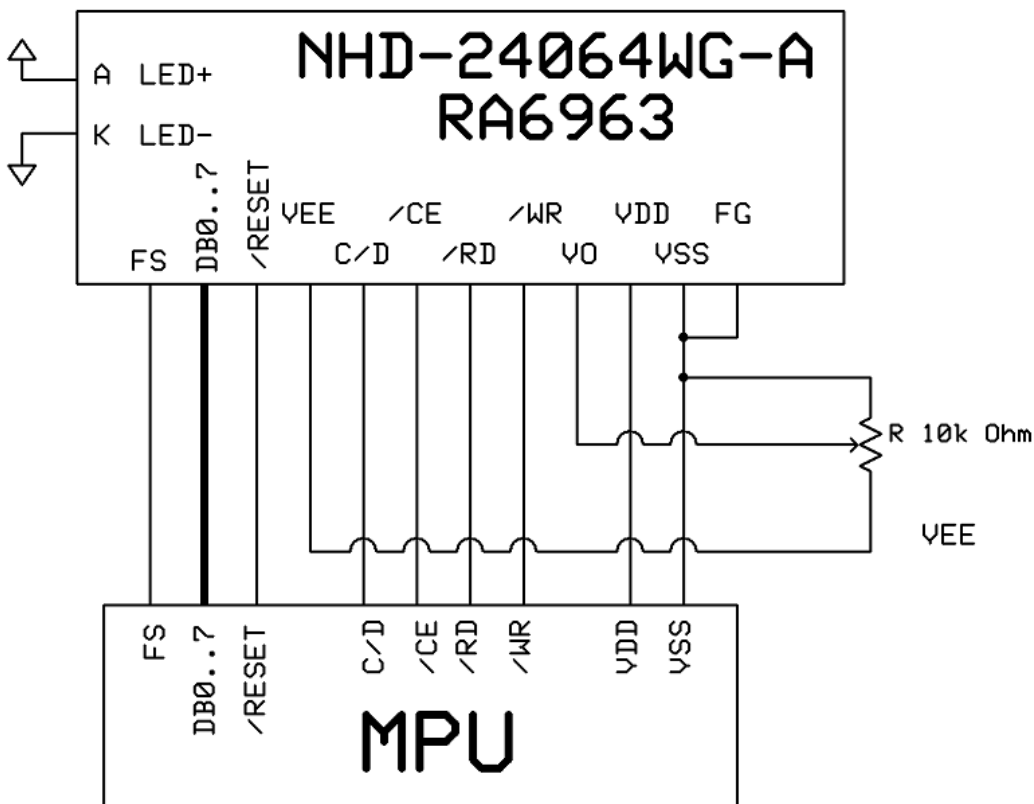 NHD-24064WG-A
RA6963
A LED+
K LED-
FS
DB0..7
/RESET
VEE
C/D
/CE
/RD
/WR
VO
VDD
VSS
FG
R 10k Ohm
VEE
FS
DB0..7
/RESET
C/D
/CE
/RD
/WR
VDD
VSS
MPU